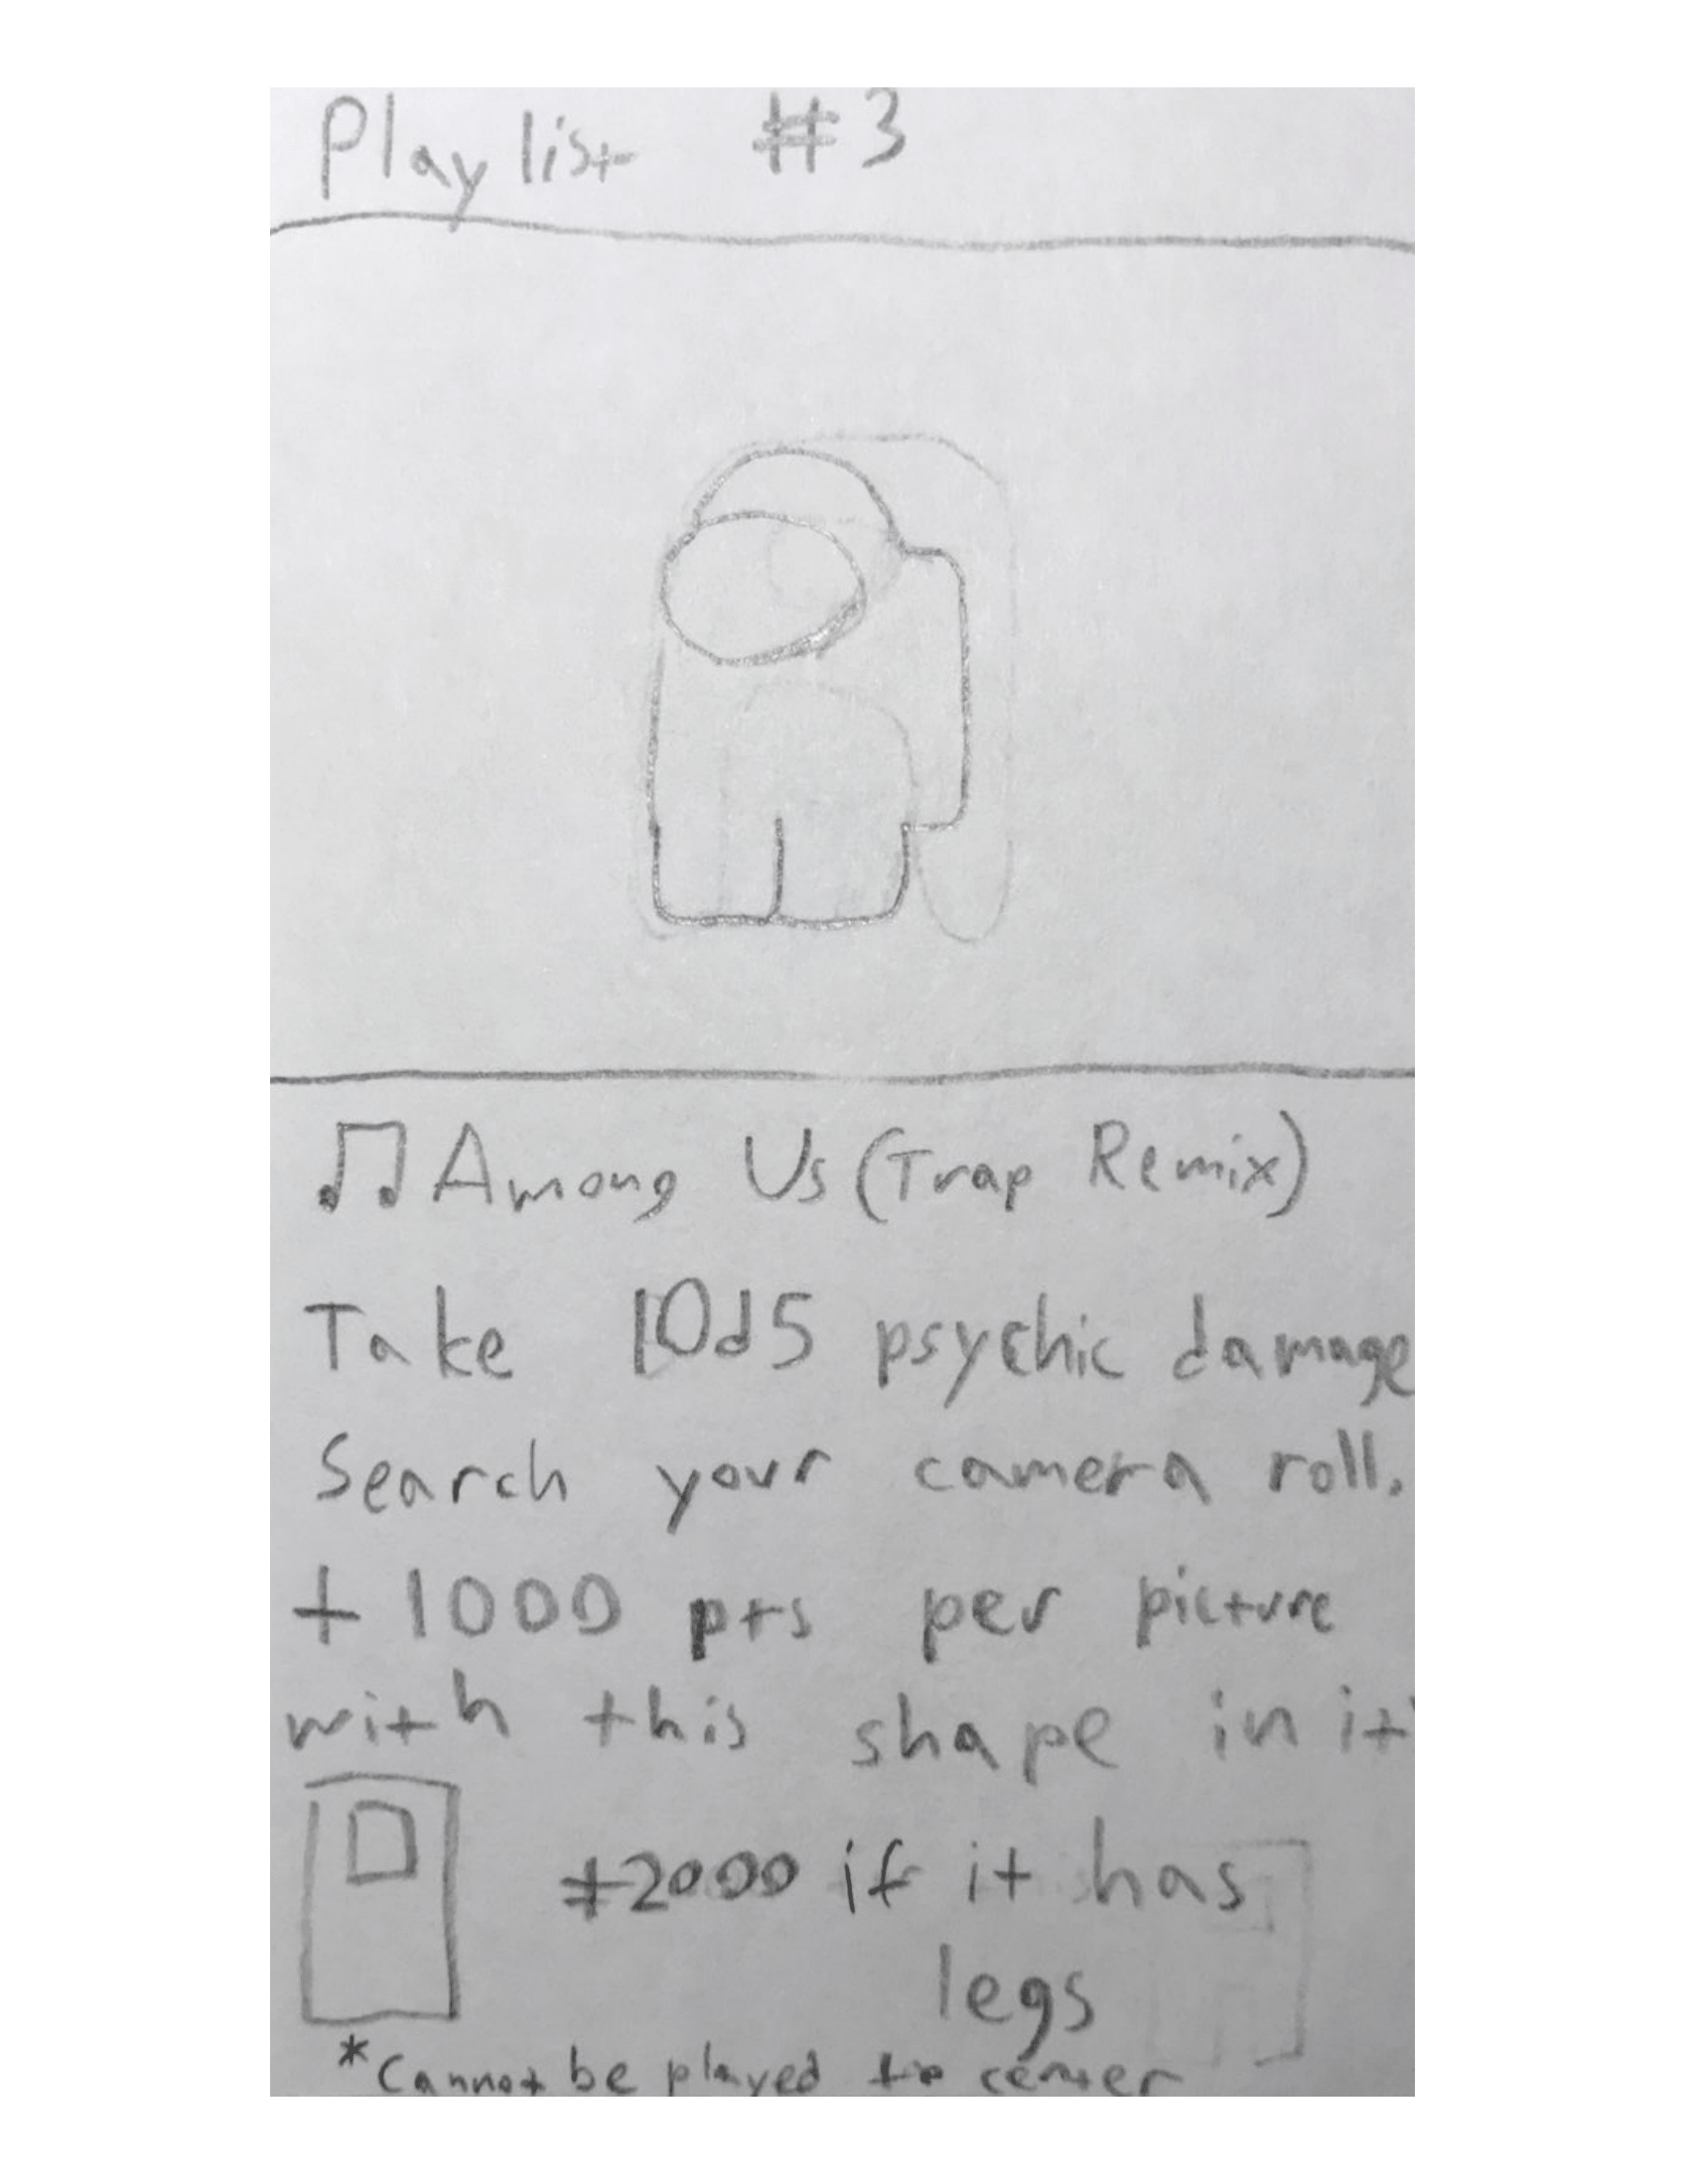 Playlist #3
♫ Among Us (Trap Remix)
Take 10d5 psychic damage
Search your camera roll.
+1000 pts per picture
with this shape in it
+2000 if it has
legs
*Cannot be played to center